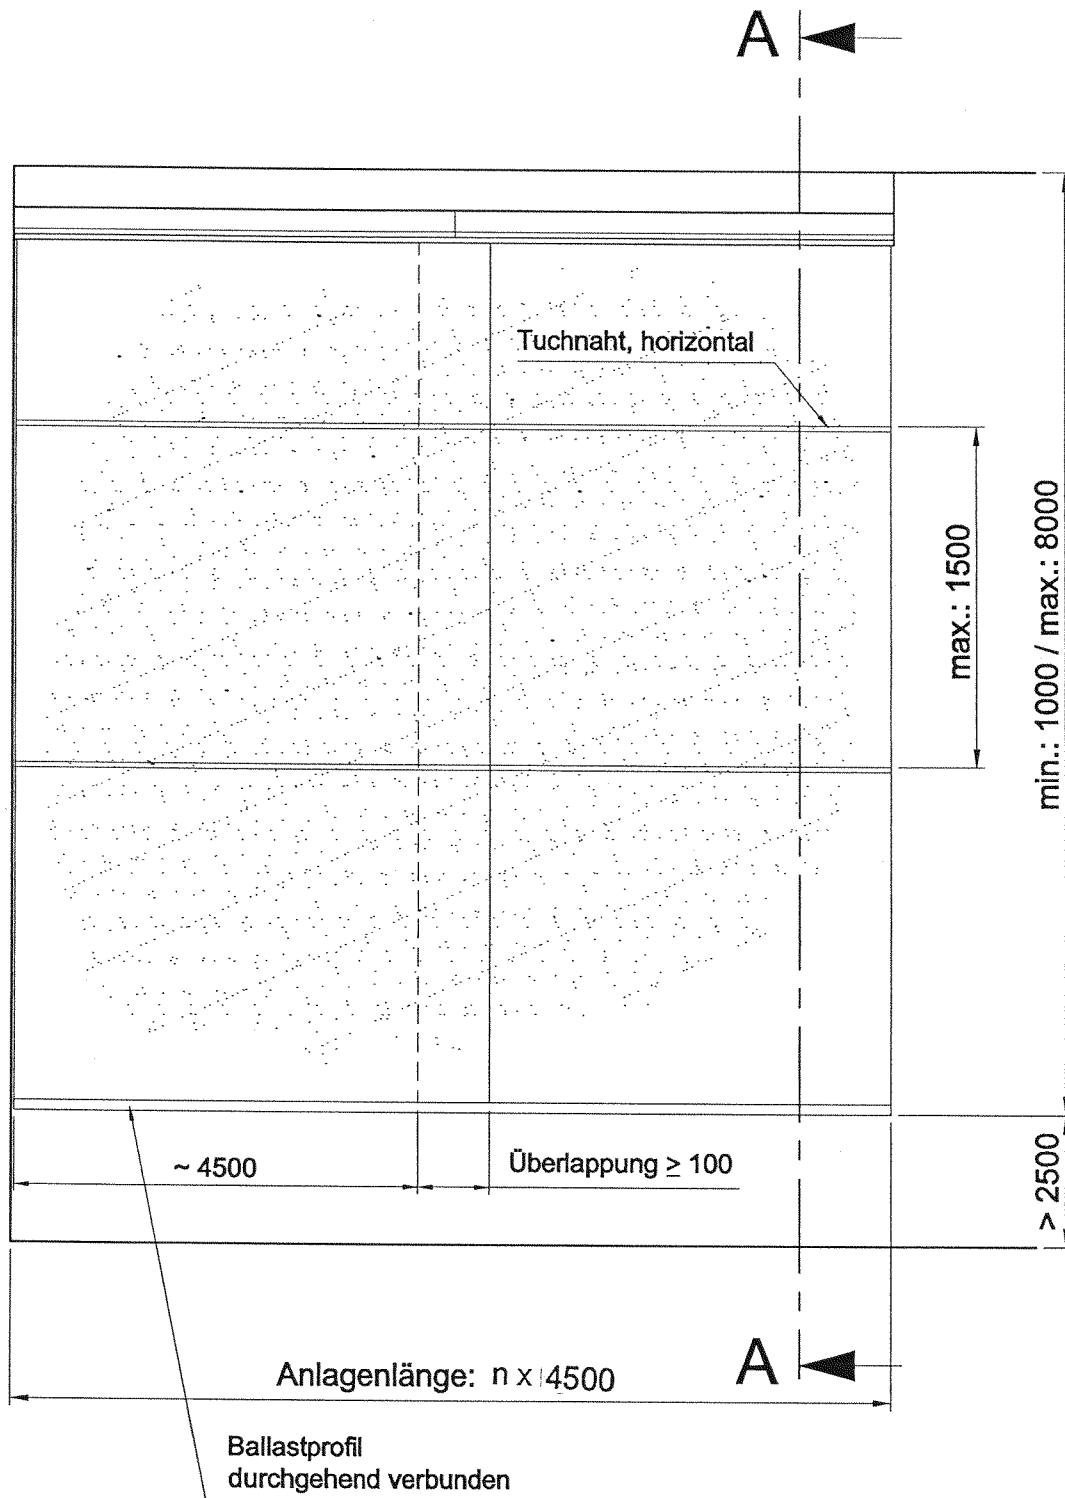 A
Tuchnaht, horizontal
max.: 1500
min.: 1000 / max.: 8000
~ 4500
Überlappung ≥ 100
> 2500
A
Anlagenlänge: n x 4500
Ballastprofil
durchgehend verbunden